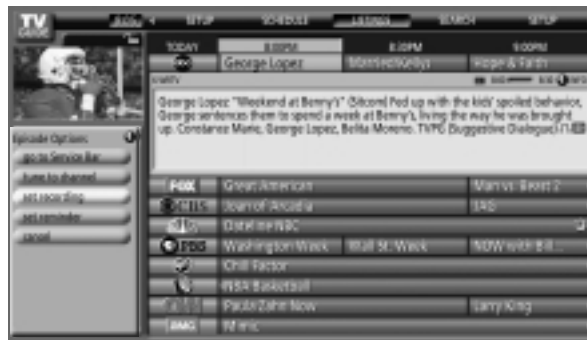 TV
GUIDE
8:06 SETUP SCHEDULE LISTINGS SEARCH SETUP
TODAY 8:00PM 8:30PM 9:00PM
abc George Lopez Married/Kellys Hope & Faith
George Lopez "Weekend at Benny's" (Sitcom) Fed up with the kids' spoiled behavior,
George sentences them to spend a week at Benny's, living the way he was brought
up. Constance Marie, George Lopez, Belita Moreno. TVPG (Suggestive Dialogue)
Episode Options
go to Service Bar
tune to channel
set recording
set reminder
cancel
FOX Great American Man vs. Beast 2
CBS Joan of Arcadia JAG
Dateline NBC
PBS Washington Week Wall St. Week NOW with Bill...
Chill Factor
NBA Basketball
Paula Zahn Now Larry King
AMC Mimic